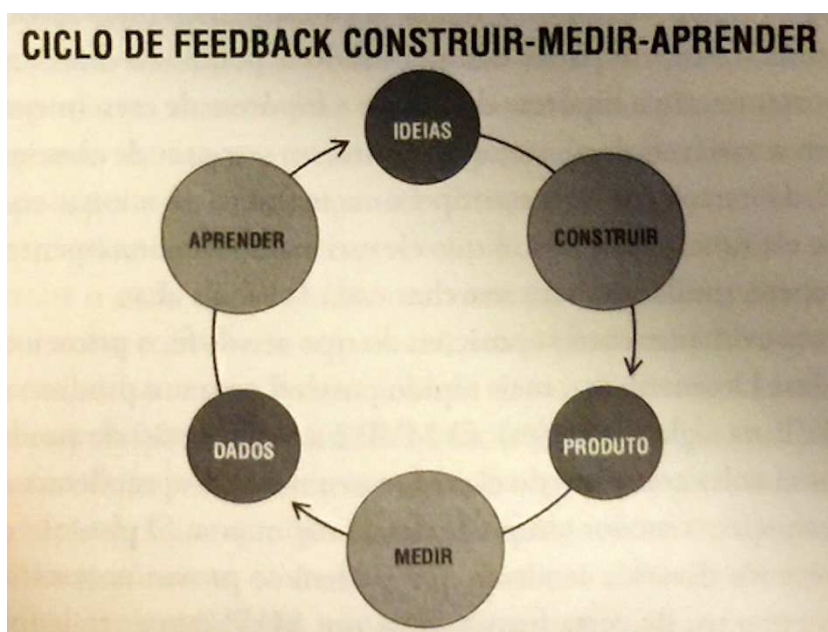 CICLO DE FEEDBACK CONSTRUIR-MEDIR-APRENDER
IDEIAS
CONSTRUIR
PRODUTO
MEDIR
DADOS
APRENDER